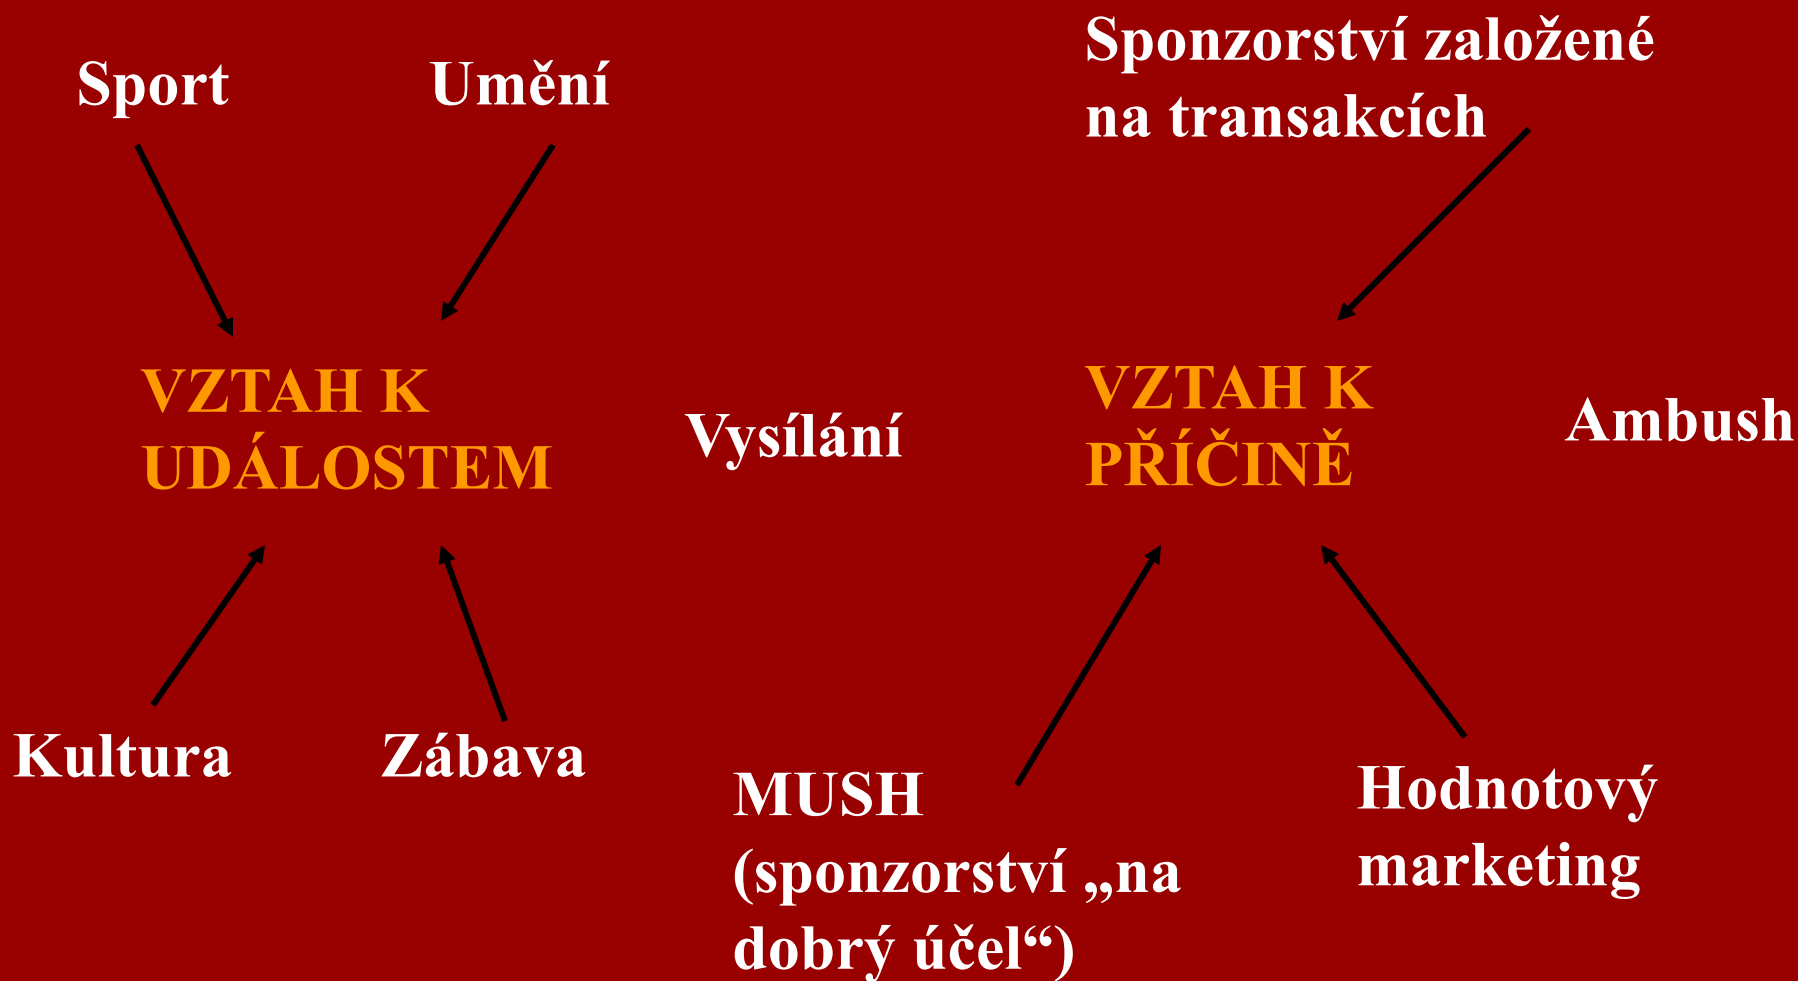 Sport
Umění
Sponzorství založené
na transakcích
VZTAH K
UDÁLOSTEM
Vysílání
VZTAH K
PŘÍČINĚ
Ambush
Kultura
Zábava
MUSH
(sponzorství „na
dobrý účel“)
Hodnotový
marketing